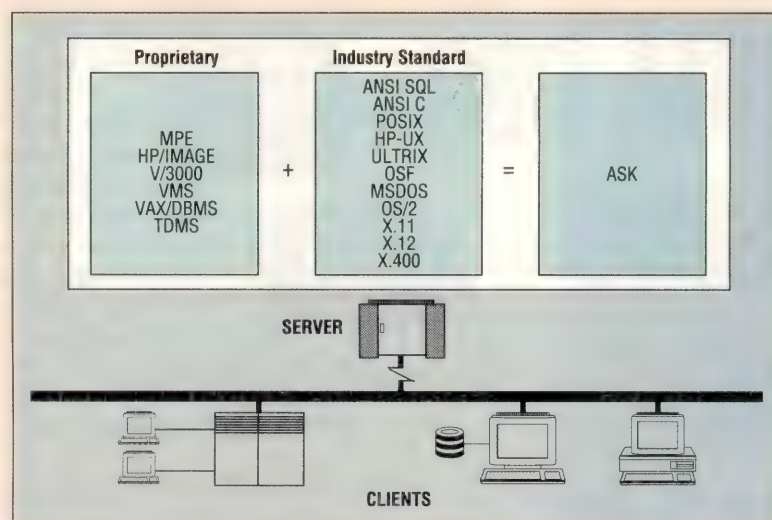 Proprietary
MPE
HP/IMAGE
V/3000
VMS
VAX/DBMS
TDMS
+
Industry Standard
ANSI SQL
ANSI C
POSIX
HP-UX
ULTRIX
OSF
MSDOS
OS/2
X.11
X.12
X.400
=
ASK
SERVER
CLIENTS